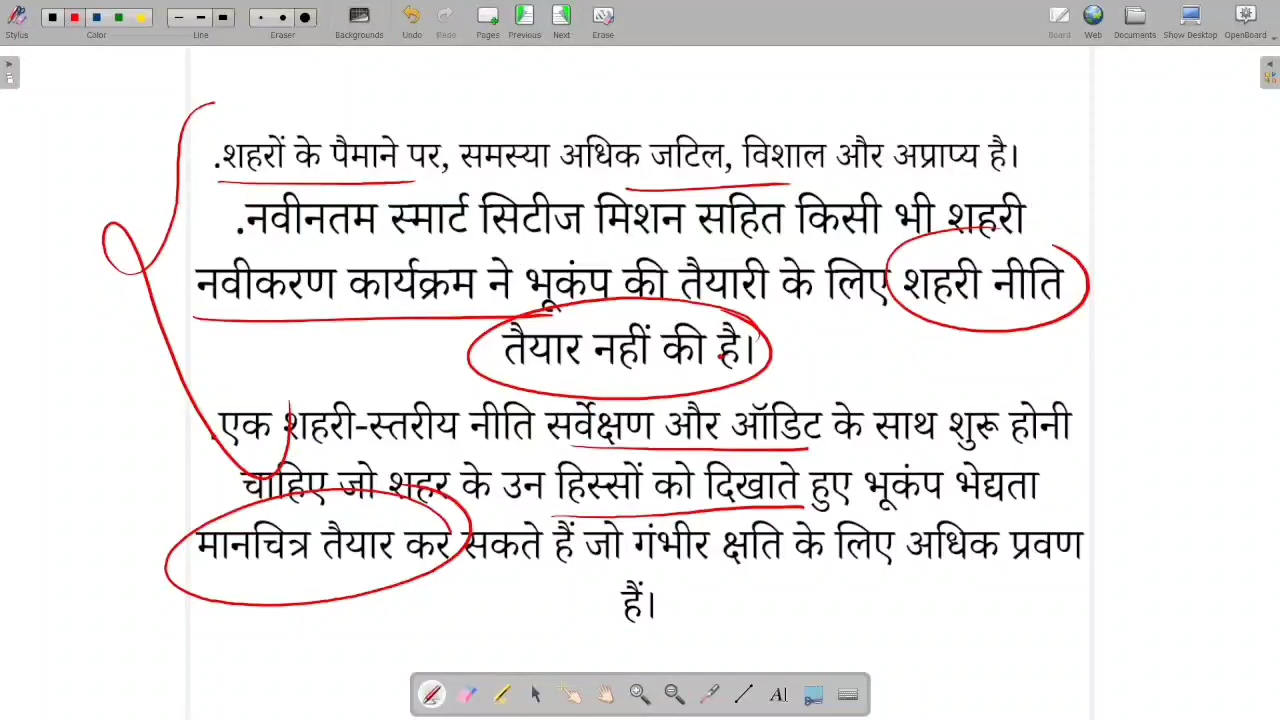 Stylus
Color
Line
Eraser
Backgrounds
Undo
Redo
Pages
Previous
Next
Erase
Board
Web
Documents
Show Desktop
OpenBoard
.शहरों के पैमाने पर, समस्या अधिक जटिल, विशाल और अप्राप्य है।
.नवीनतम स्मार्ट सिटीज मिशन सहित किसी भी शहरी
नवीकरण कार्यक्रम ने भूकंप की तैयारी के लिए शहरी नीति
तैयार नहीं की है।
.एक शहरी-स्तरीय नीति सर्वेक्षण और ऑडिट के साथ शुरू होनी
चाहिए जो शहर के उन हिस्सों को दिखाते हुए भूकंप भेद्यता
मानचित्र तैयार कर सकते हैं जो गंभीर क्षति के लिए अधिक प्रवण
हैं।
AI